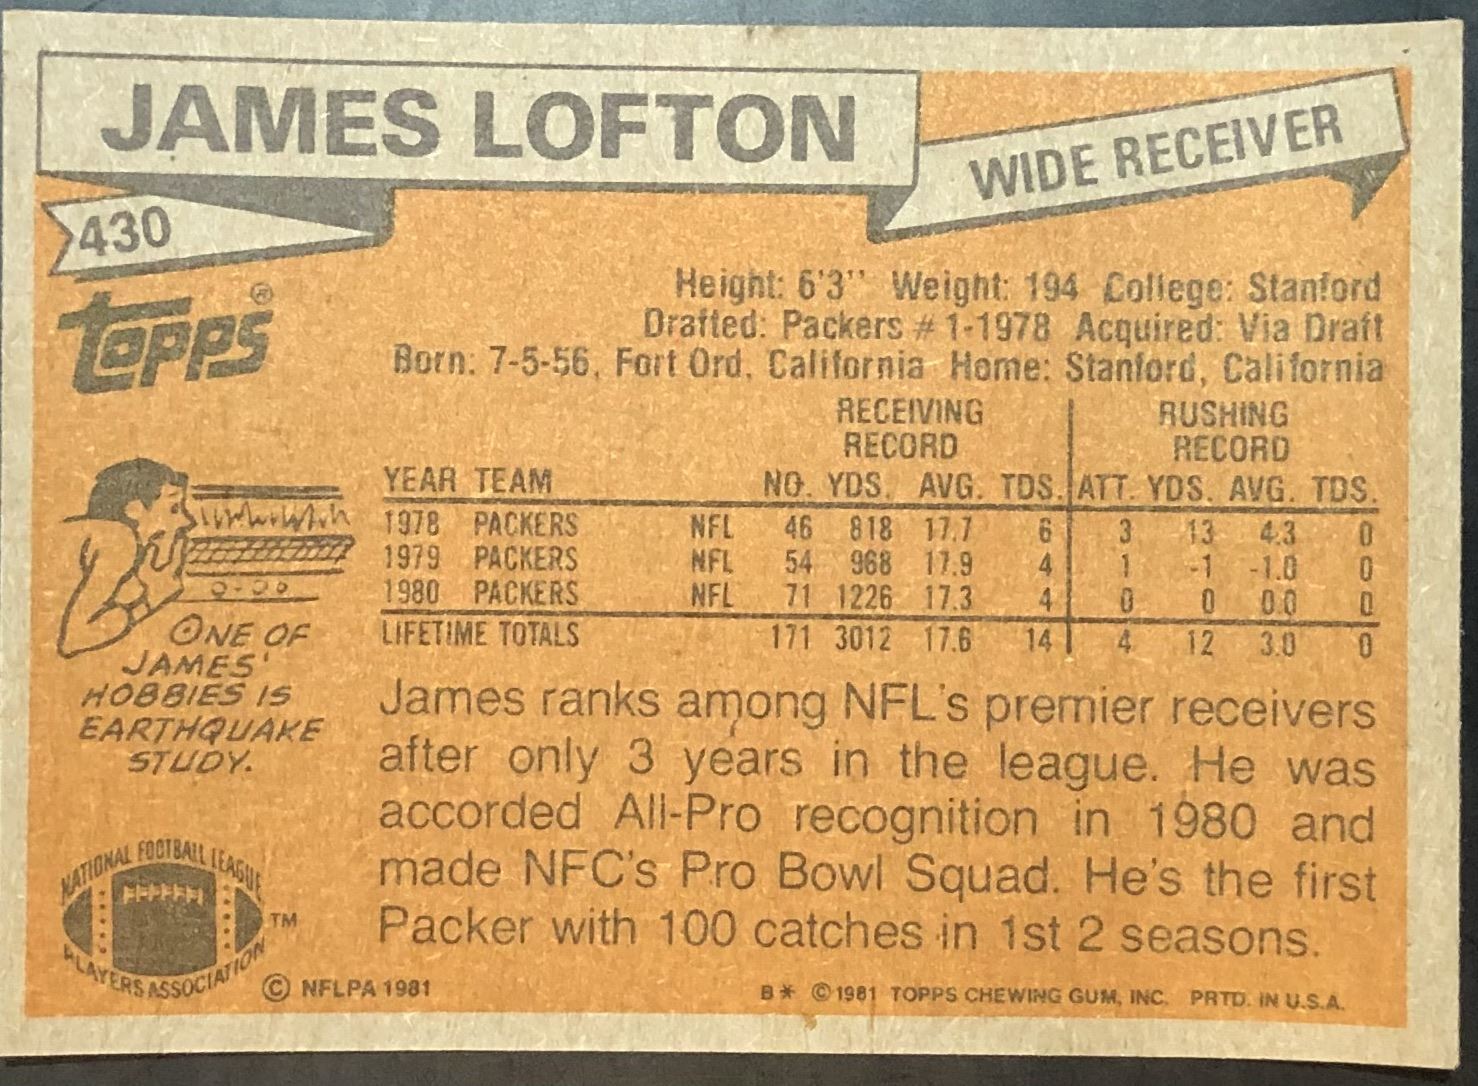 JAMES LOFTON
WIDE RECEIVER
430
Topps®
Height: 6'3'' Weight: 194 College: Stanford
Drafted: Packers #1-1978 Acquired: Via Draft
Born: 7-5-56, Fort Ord, California Home: Stanford, California
RECEIVING RECORD RUSHING RECORD
YEAR TEAM NO. YDS. AVG. TDS. ATT. YDS. AVG. TDS.
1978 PACKERS NFL 46 818 17.7 6 3 13 4.3 0
1979 PACKERS NFL 54 968 17.9 4 1 -1 -1.0 0
1980 PACKERS NFL 71 1226 17.3 4 0 0 0.0 0
LIFETIME TOTALS 171 3012 17.6 14 4 12 3.0 0
ONE OF
JAMES'
HOBBIES IS
EARTHQUAKE
STUDY.
James ranks among NFL's premier receivers
after only 3 years in the league. He was
accorded All-Pro recognition in 1980 and
made NFC's Pro Bowl Squad. He's the first
Packer with 100 catches in 1st 2 seasons.
NATIONAL FOOTBALL LEAGUE
PLAYERS ASSOCIATION
TM
© NFLPA 1981
B* ©1981 TOPPS CHEWING GUM, INC. PRTD. IN U.S.A.